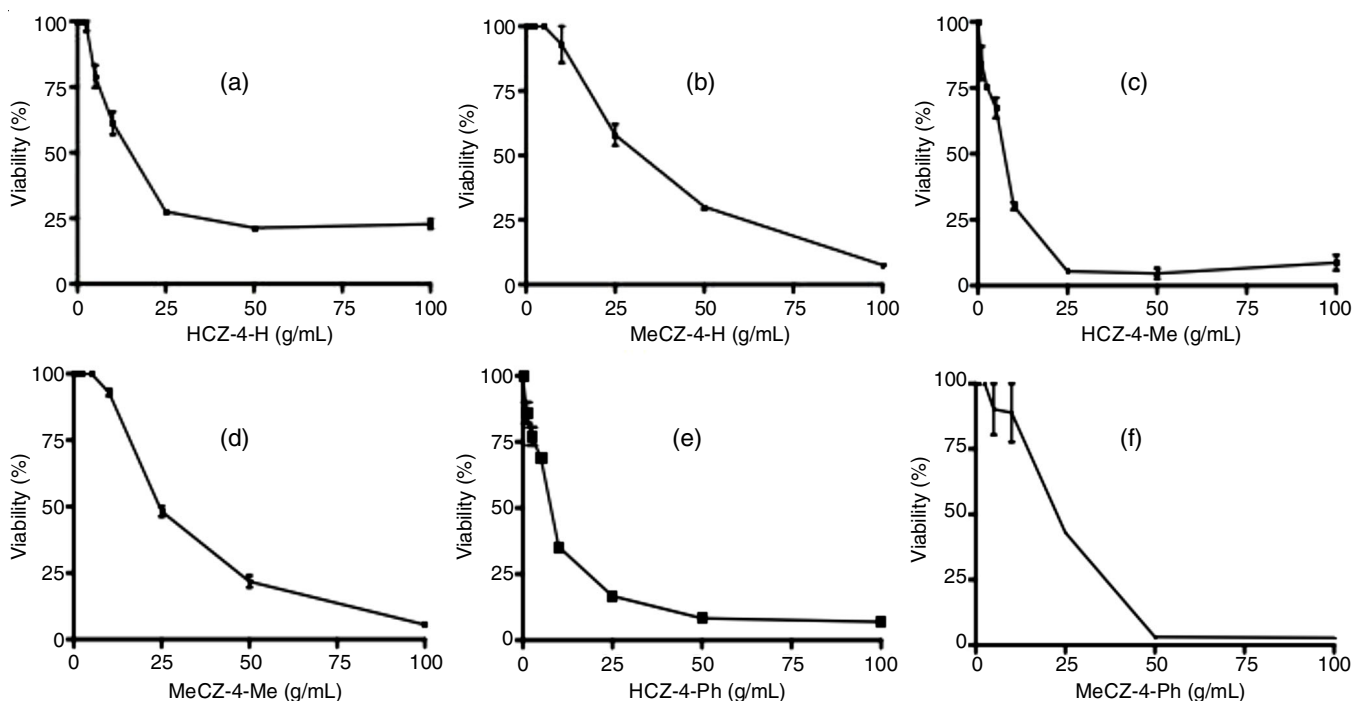 100
75
50
25
0
Viability (%)
(a)
0 25 50 75 100
HCZ-4-H (g/mL)
100
75
50
25
0
Viability (%)
(b)
0 25 50 75 100
MeCZ-4-H (g/mL)
100
75
50
25
0
Viability (%)
(c)
0 25 50 75 100
HCZ-4-Me (g/mL)
100
75
50
25
0
Viability (%)
(d)
0 25 50 75 100
MeCZ-4-Me (g/mL)
100
75
50
25
0
Viability (%)
(e)
0 25 50 75 100
HCZ-4-Ph (g/mL)
100
75
50
25
0
Viability (%)
(f)
0 25 50 75 100
MeCZ-4-Ph (g/mL)